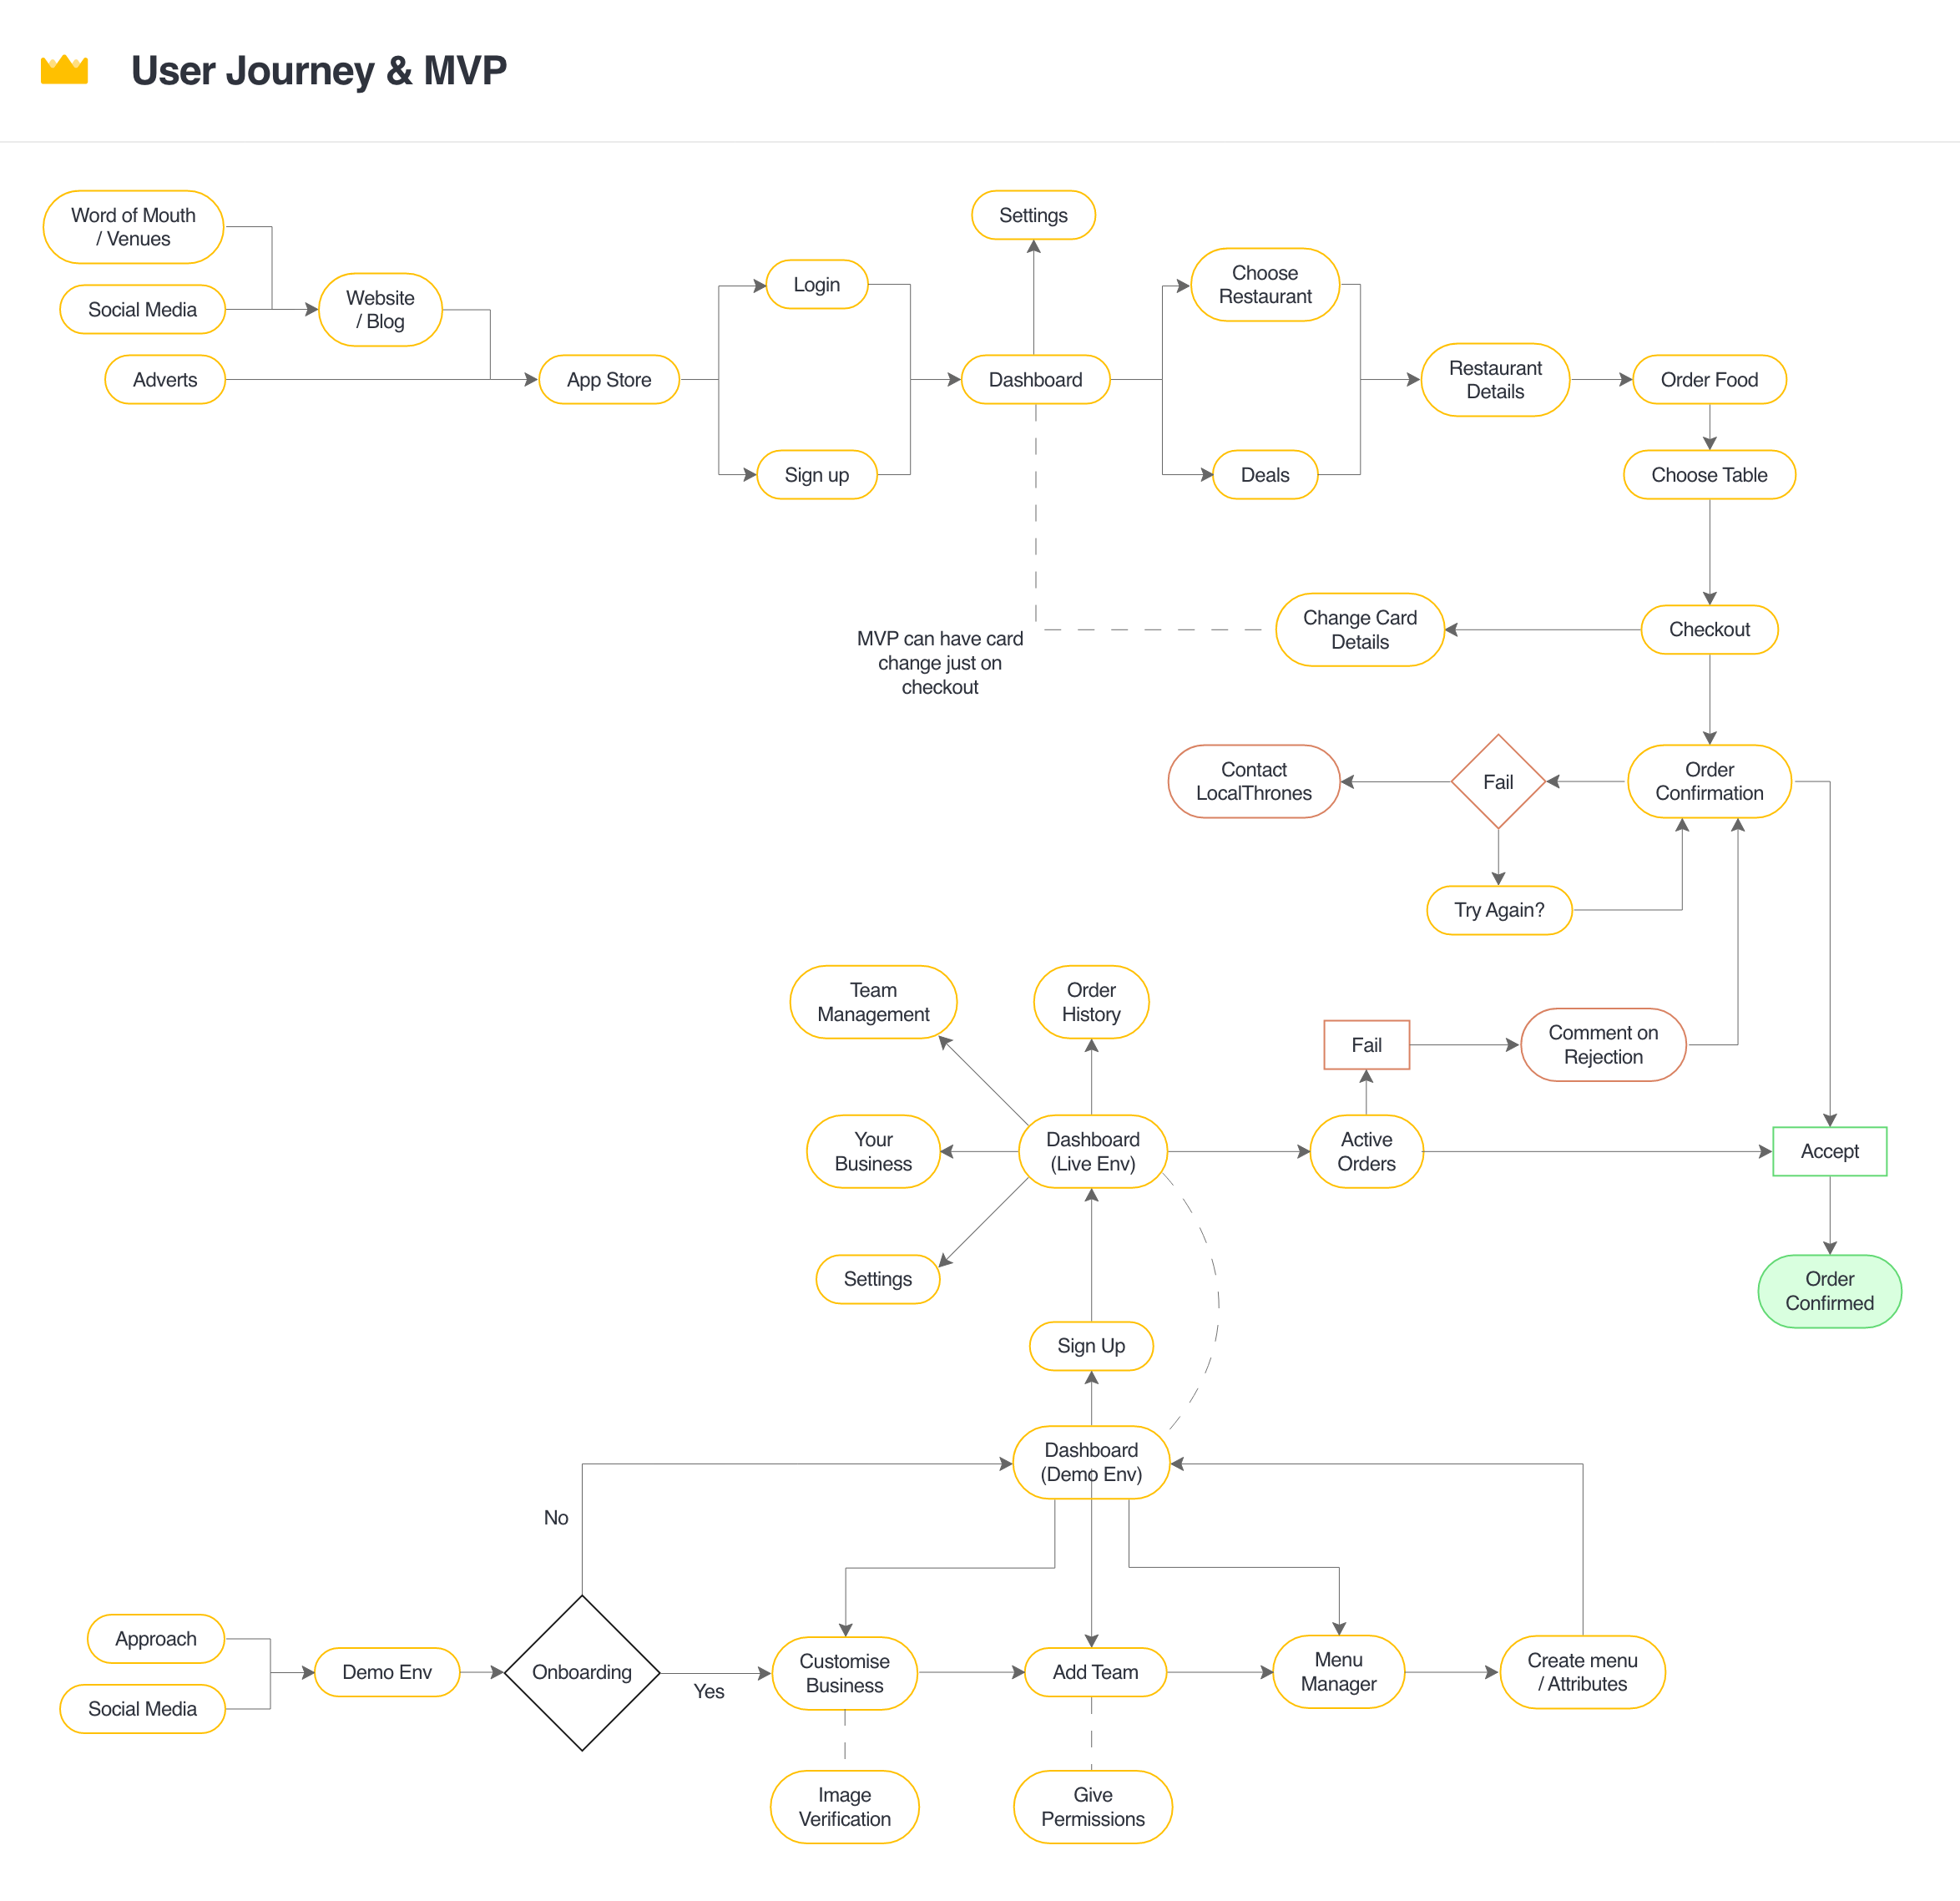 User Journey & MVP
Word of Mouth
/ Venues
Social Media
Adverts
Website
/ Blog
App Store
Login
Sign up
Settings
Dashboard
Choose
Restaurant
Deals
Restaurant
Details
Order Food
Choose Table
Checkout
Change Card
Details
MVP can have card
change just on
checkout
Order
Confirmation
Fail
Contact
LocalThrones
Try Again?
Team
Management
Order
History
Fail
Comment on
Rejection
Your
Business
Dashboard
(Live Env)
Active
Orders
Accept
Settings
Order
Confirmed
Sign Up
Dashboard
(Demo Env)
No
Approach
Social Media
Demo Env
Onboarding
Yes
Customise
Business
Add Team
Menu
Manager
Create menu
/ Attributes
Image
Verification
Give
Permissions